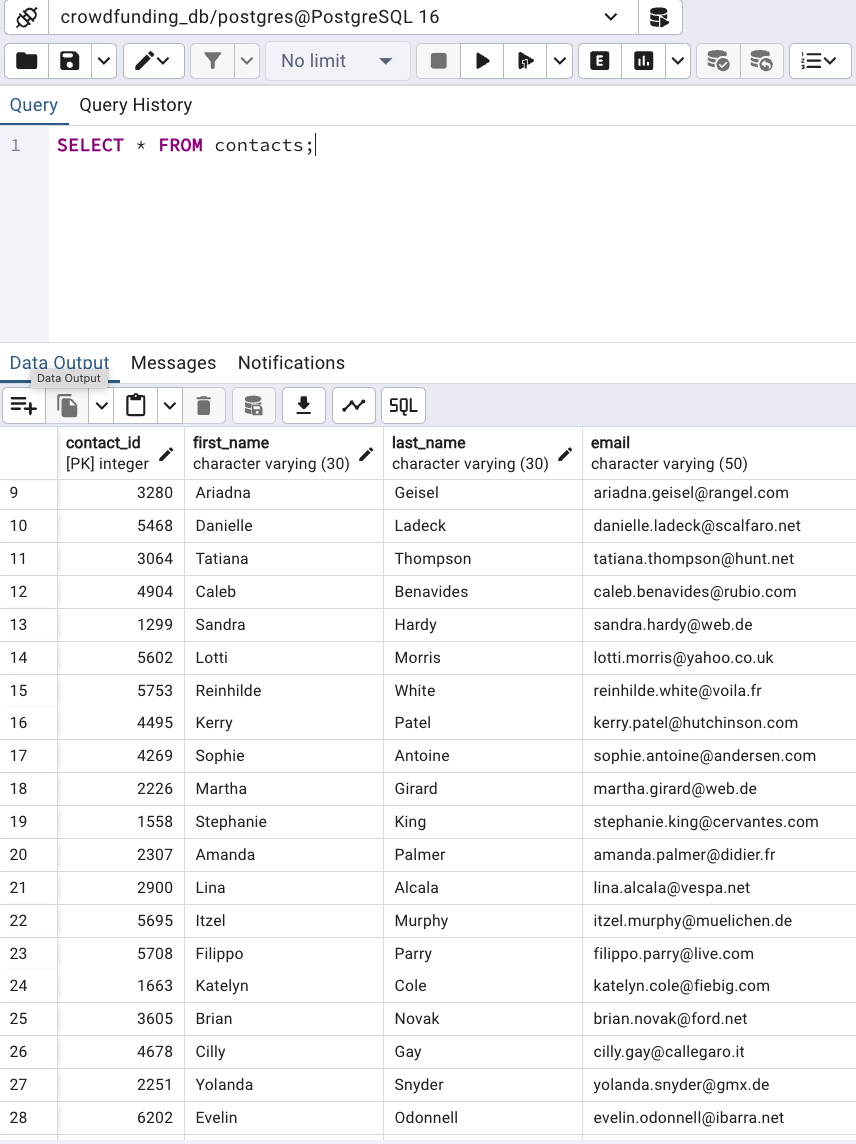 crowdfunding_db/postgres@PostgreSQL 16
No limit
E
Query Query History
1 SELECT * FROM contacts;
Data Output Messages Notifications
Data Output
SQL
contact_id first_name last_name email
[PK] integer character varying (30) character varying (30) character varying (50)
9 3280 Ariadna Geisel ariadna.geisel@rangel.com
10 5468 Danielle Ladeck danielle.ladeck@scalfaro.net
11 3064 Tatiana Thompson tatiana.thompson@hunt.net
12 4904 Caleb Benavides caleb.benavides@rubio.com
13 1299 Sandra Hardy sandra.hardy@web.de
14 5602 Lotti Morris lotti.morris@yahoo.co.uk
15 5753 Reinhilde White reinhilde.white@voila.fr
16 4495 Kerry Patel kerry.patel@hutchinson.com
17 4269 Sophie Antoine sophie.antoine@andersen.com
18 2226 Martha Girard martha.girard@web.de
19 1558 Stephanie King stephanie.king@cervantes.com
20 2307 Amanda Palmer amanda.palmer@didier.fr
21 2900 Lina Alcala lina.alcala@vespa.net
22 5695 Itzel Murphy itzel.murphy@muelichen.de
23 5708 Filippo Parry filippo.parry@live.com
24 1663 Katelyn Cole katelyn.cole@fiebig.com
25 3605 Brian Novak brian.novak@ford.net
26 4678 Cilly Gay cilly.gay@callegaro.it
27 2251 Yolanda Snyder yolanda.snyder@gmx.de
28 6202 Evelin Odonnell evelin.odonnell@ibarra.net